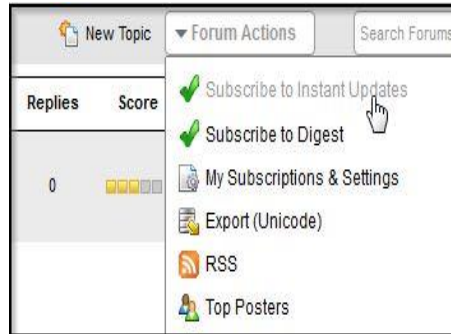 New Topic
Forum Actions
Search Forums
Replies
Score
Subscribe to Instant Updates
Subscribe to Digest
0
My Subscriptions & Settings
Export (Unicode)
RSS
Top Posters